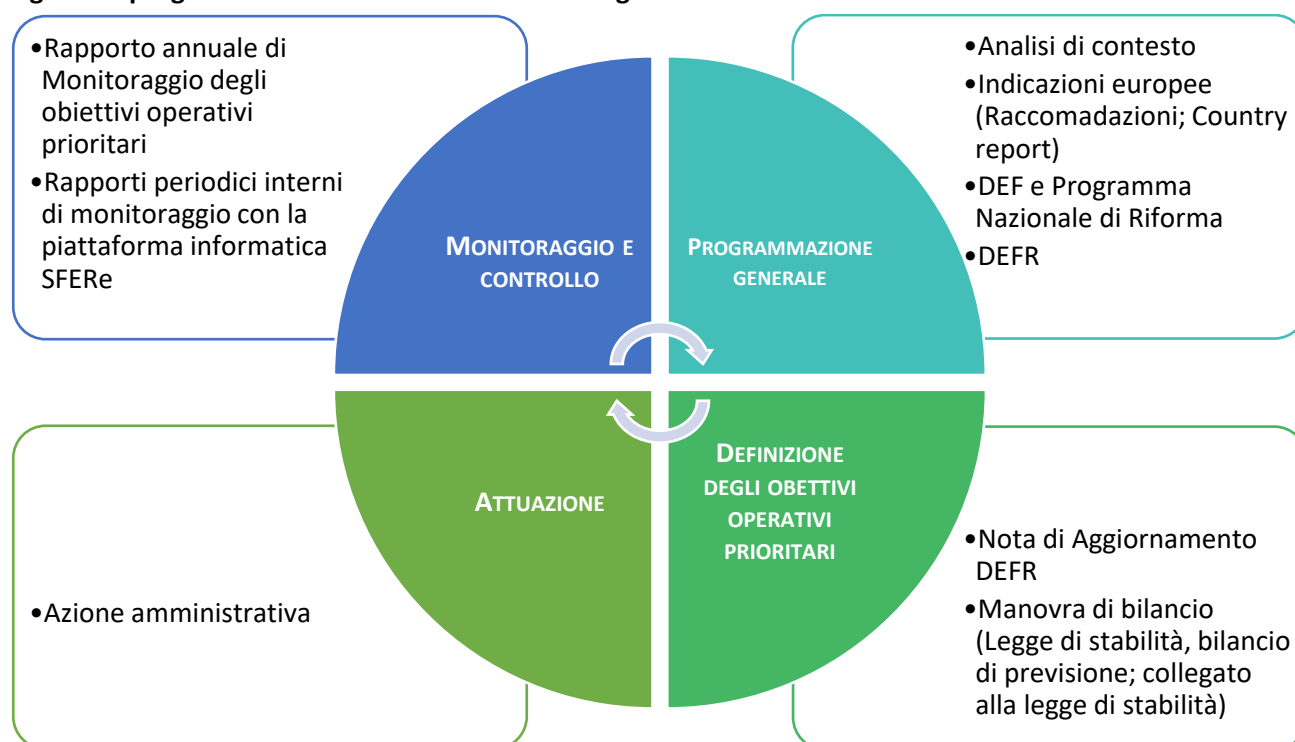 •Rapporto annuale di
Monitoraggio degli
obiettivi operativi
prioritari
•Rapporti periodici interni
di monitoraggio con la
piattaforma informatica
SFERe
MONITORAGGIO E
CONTROLLO
PROGRAMMAZIONE
GENERALE
•Analisi di contesto
•Indicazioni europee
(Raccomadazioni; Country
report)
•DEF e Programma
Nazionale di Riforma
•DEFR
•Azione amministrativa
ATTUAZIONE
DEFINIZIONE
DEGLI OBETTIVI
OPERATIVI
PRIORITARI
•Nota di Aggiornamento
DEFR
•Manovra di bilancio
(Legge di stabilità, bilancio
di previsione; collegato
alla legge di stabilità)